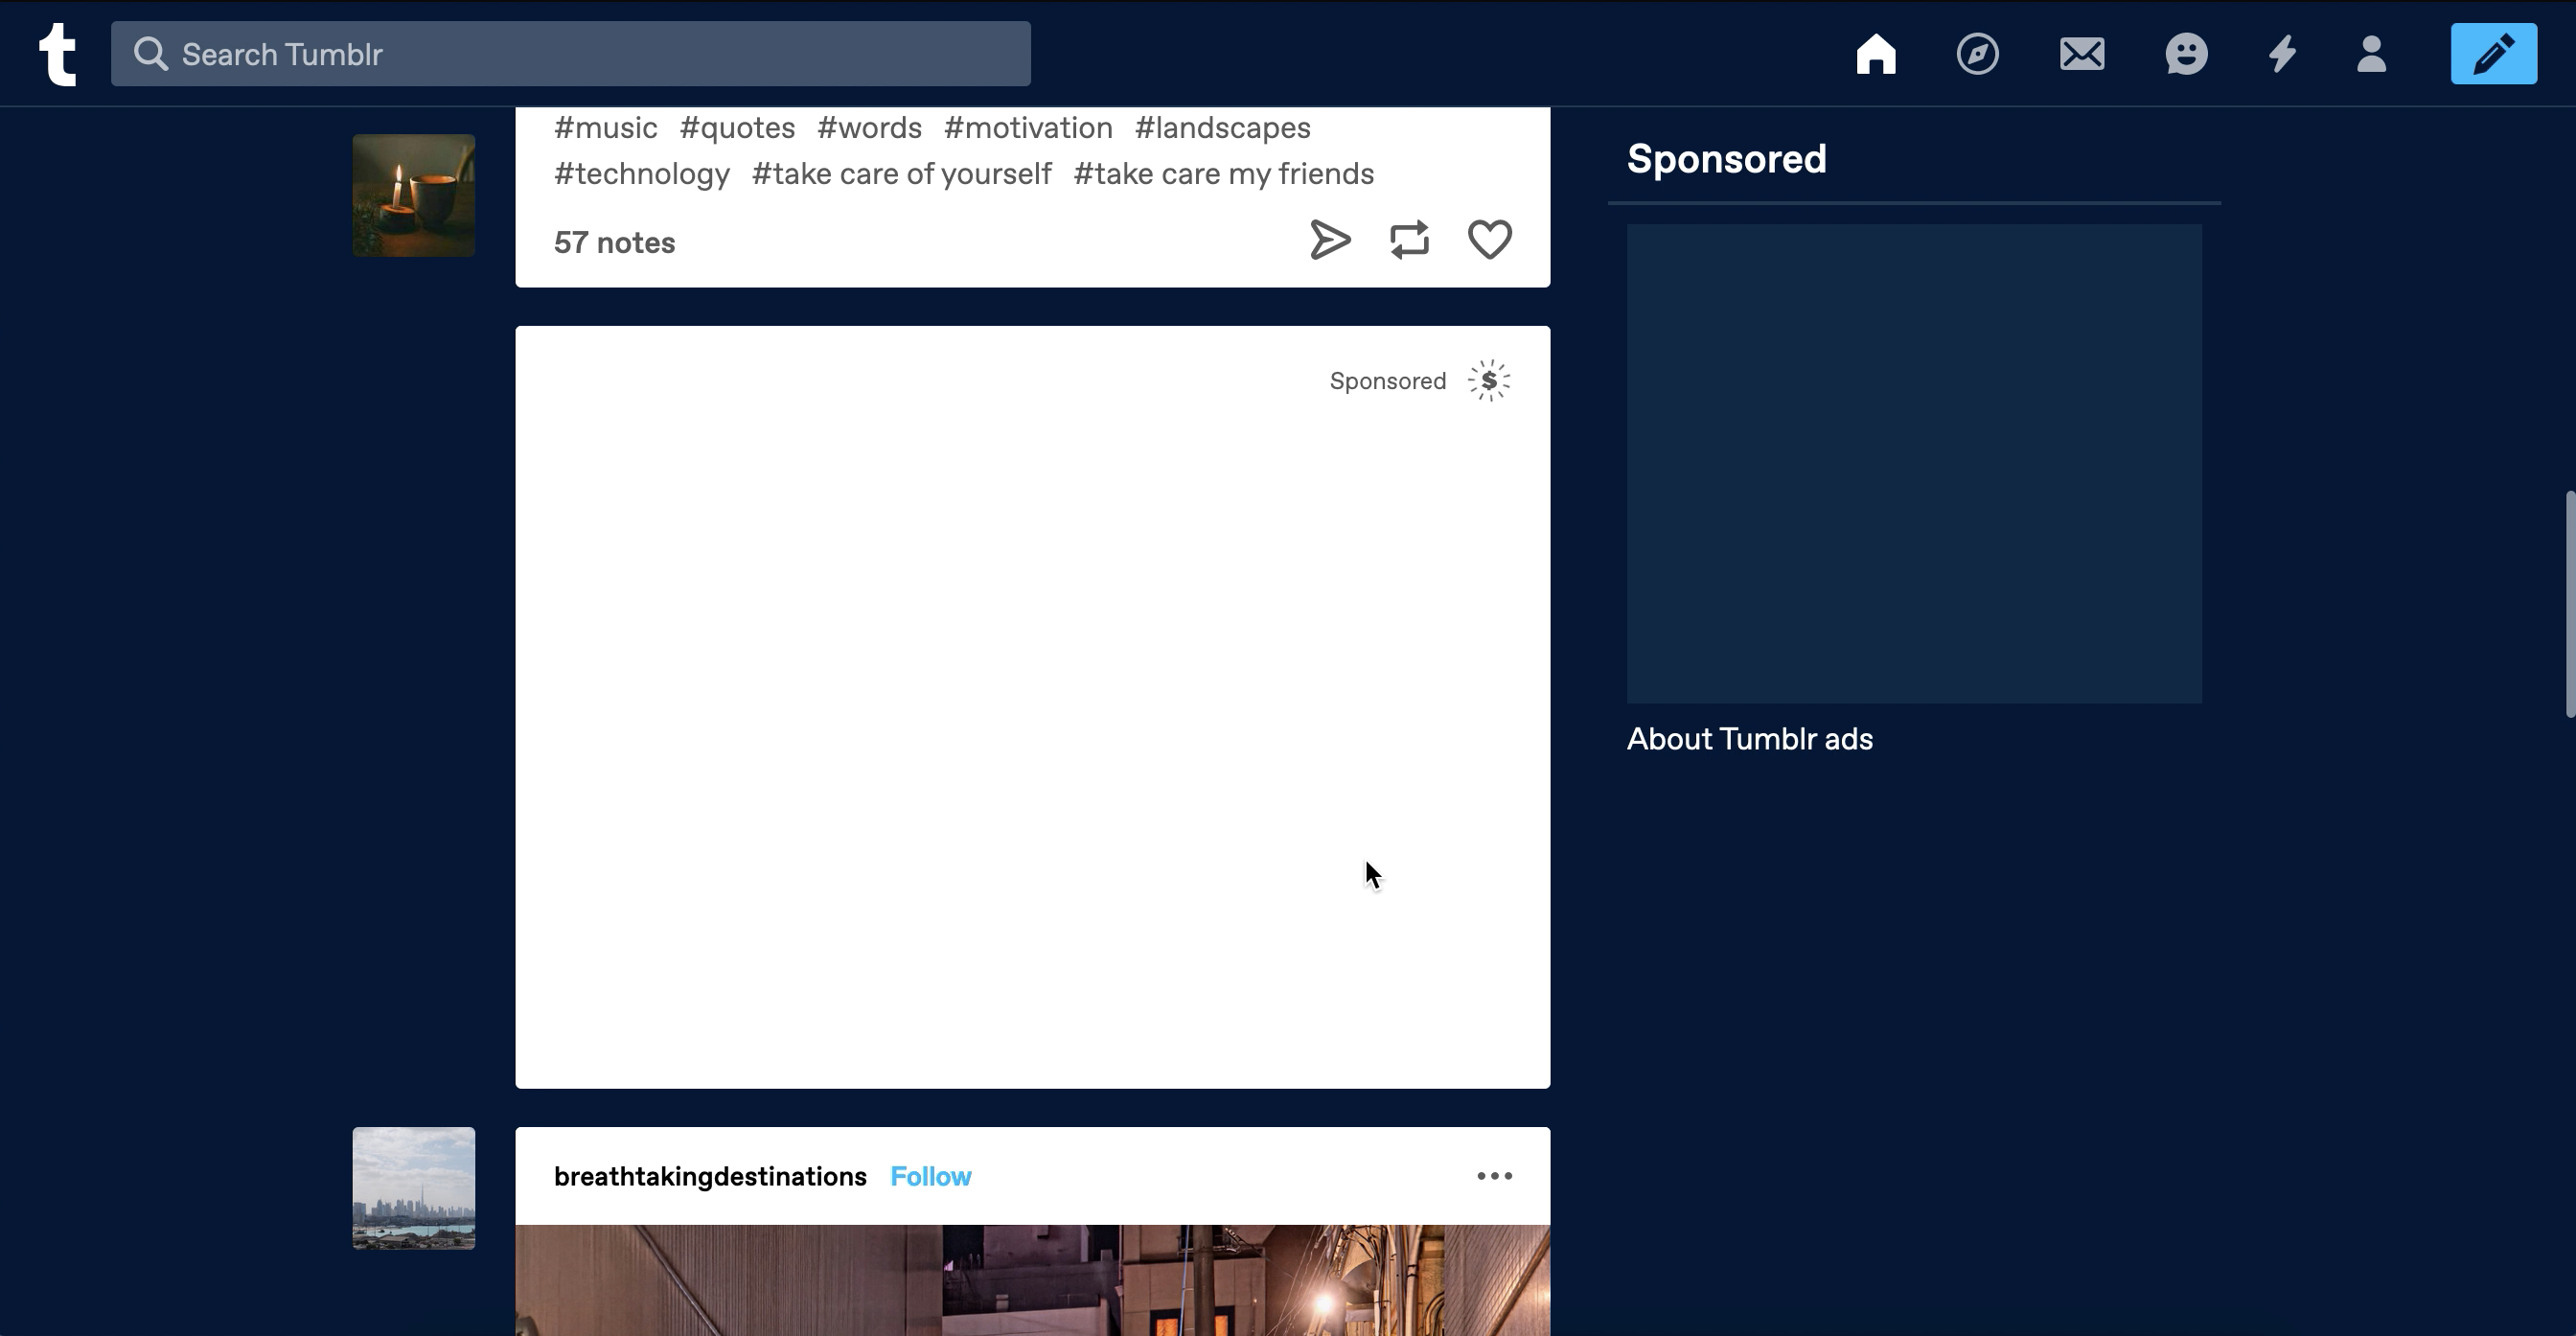 t
Search Tumblr
#music #quotes #words #motivation #landscapes
#technology #take care of yourself #take care my friends
57 notes
Sponsored $
breathtakingdestinations Follow
Sponsored
About Tumblr ads